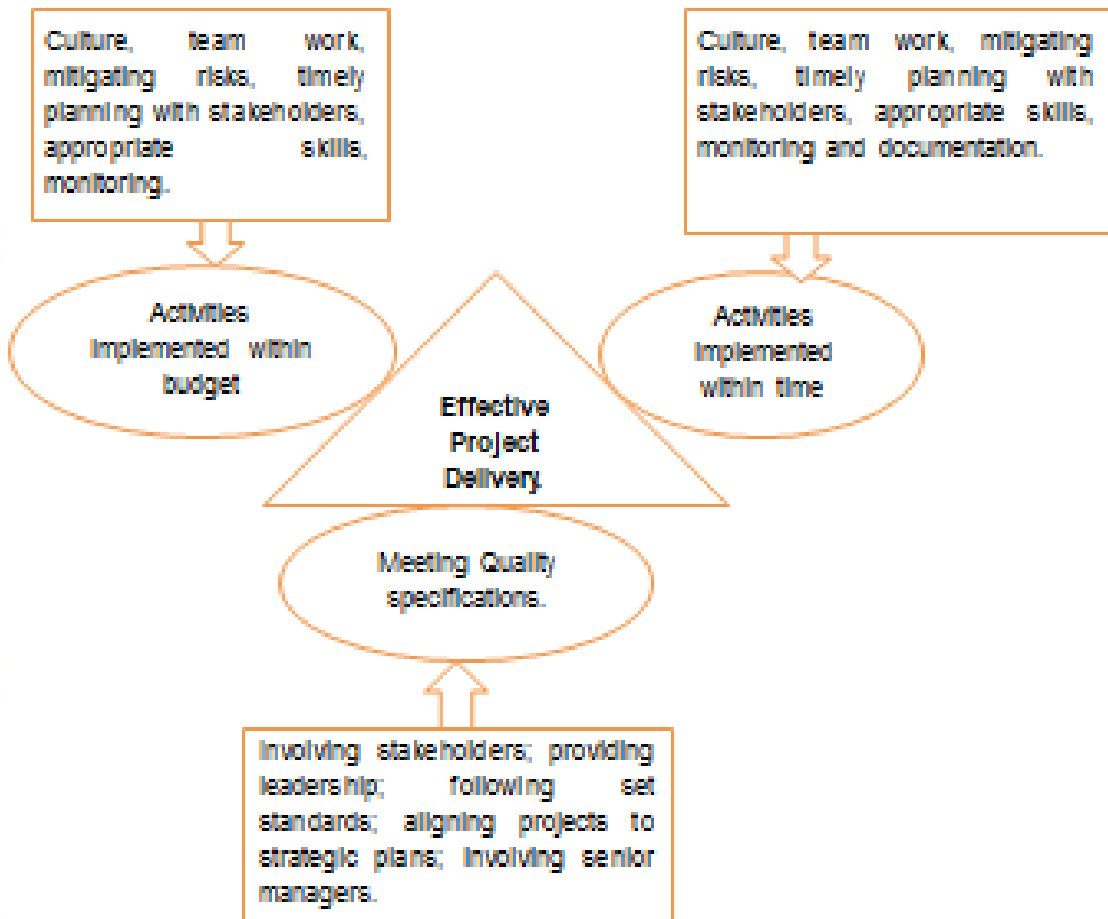 Culture, team work,
mitigating risks, timely
planning with stakeholders,
appropriate skills,
monitoring.
Culture, team work, mitigating
risks, timely planning with
stakeholders, appropriate skills,
monitoring and documentation.
Activities
implemented within
budget
Activities
implemented
within time
Effective
Project
Delivery.
Meeting Quality
specifications.
Involving stakeholders; providing
leadership; following set
standards; aligning projects to
strategic plans; involving senior
managers.